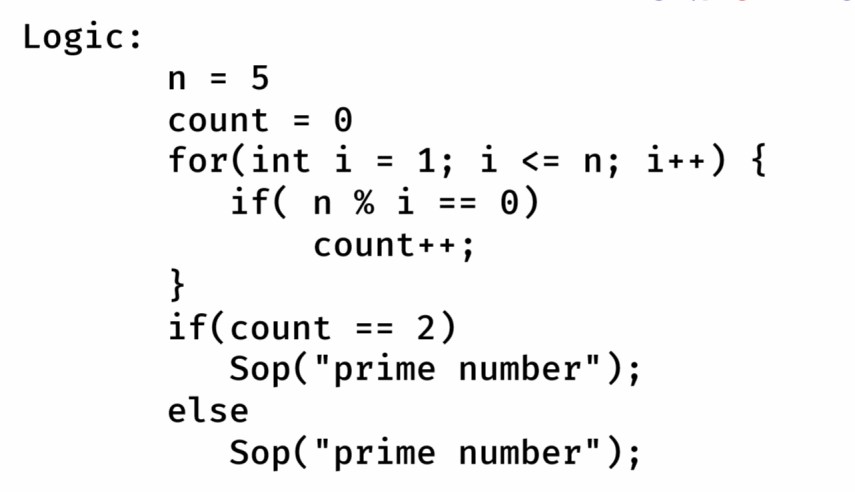 Logic:
n = 5
count = 0
for(int i = 1; i <= n; i++) {
if( n % i == 0)
count++;
}
if(count == 2)
Sop("prime number");
else
Sop("prime number");